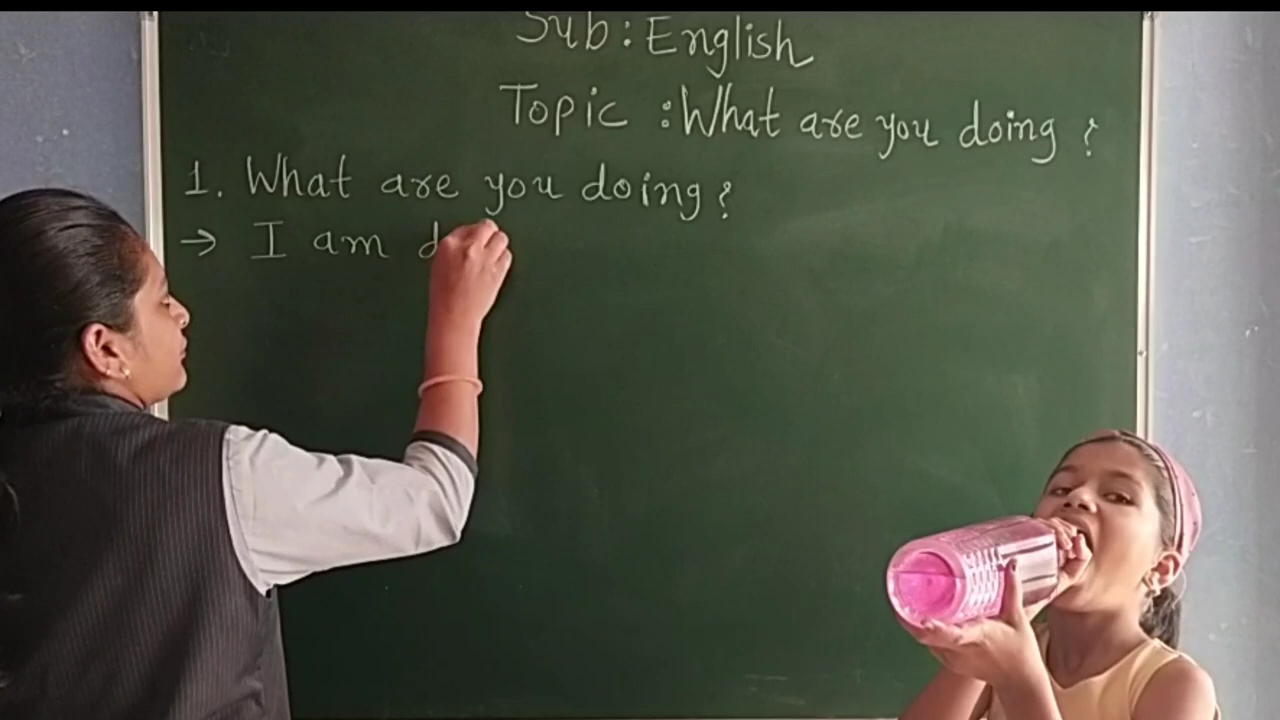 Sub : English
Topic : What are you doing ?
1. What are you doing ?
→ I am d